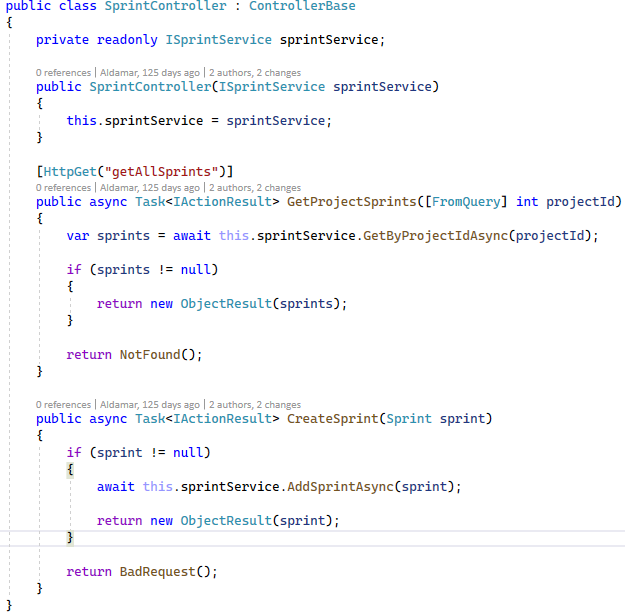 public class SprintController : ControllerBase
{
    private readonly ISprintService sprintService;

    0 references | Aldamar, 125 days ago | 2 authors, 2 changes
    public SprintController(ISprintService sprintService)
    {
        this.sprintService = sprintService;
    }

    [HttpGet("getAllSprints")]
    0 references | Aldamar, 125 days ago | 2 authors, 2 changes
    public async Task<IActionResult> GetProjectSprints([FromQuery] int projectId)
    {
        var sprints = await this.sprintService.GetByProjectIdAsync(projectId);

        if (sprints != null)
        {
            return new ObjectResult(sprints);
        }

        return NotFound();
    }

    0 references | Aldamar, 125 days ago | 2 authors, 2 changes
    public async Task<IActionResult> CreateSprint(Sprint sprint)
    {
        if (sprint != null)
        {
            await this.sprintService.AddSprintAsync(sprint);

            return new ObjectResult(sprint);
        }

        return BadRequest();
    }
}